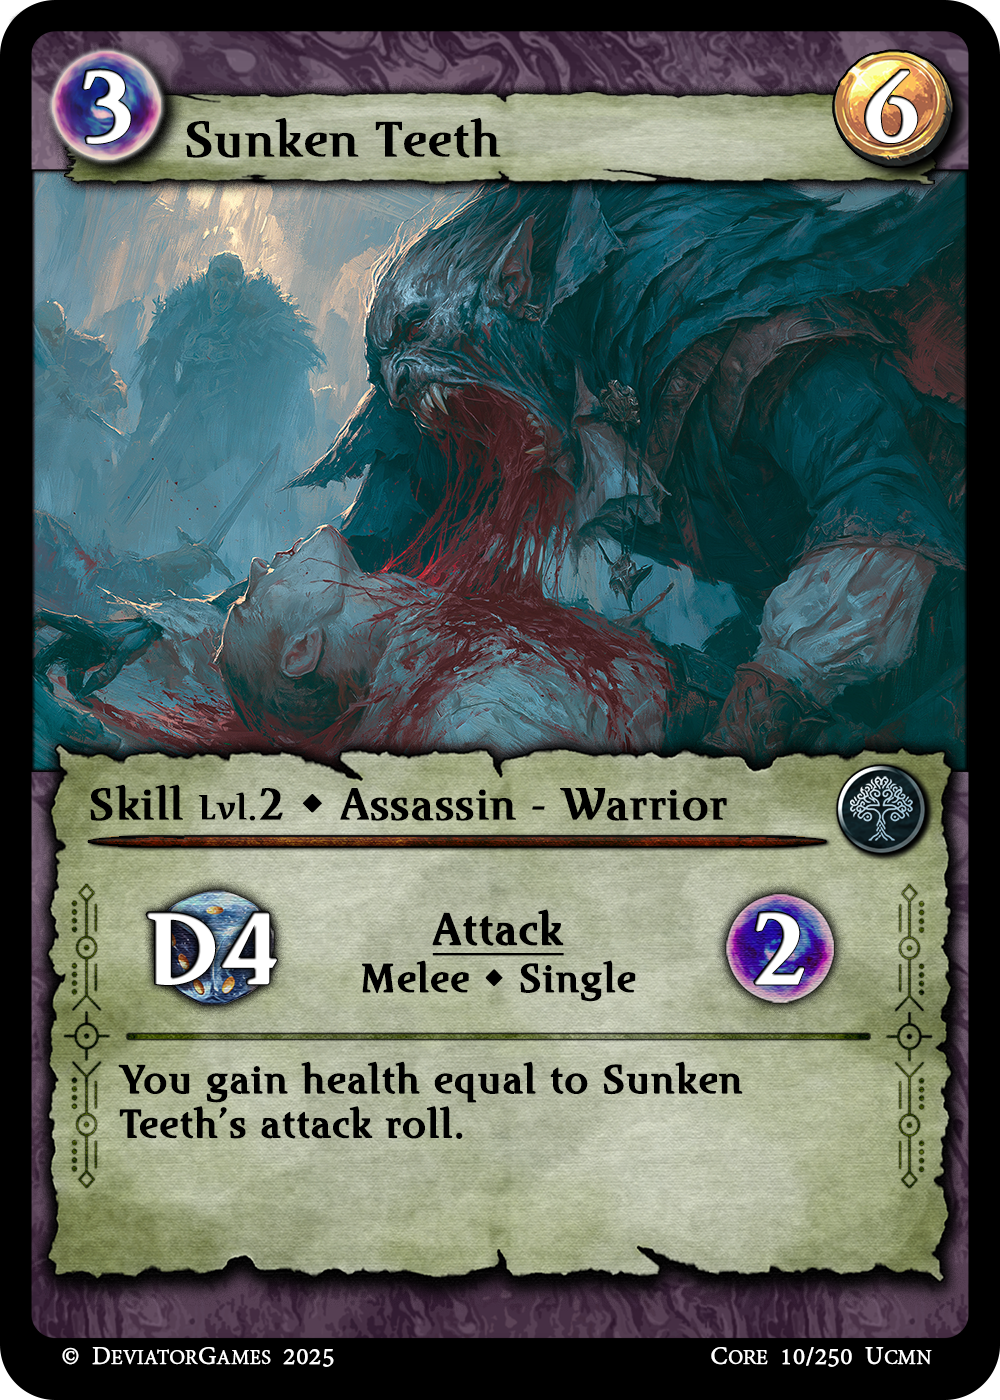 3
Sunken Teeth
6
Skill Lvl.2 ◆ Assassin - Warrior
D4
Attack
2
Melee ◆ Single
You gain health equal to Sunken
Teeth's attack roll.
© DeviatorGames 2025
Core 10/250 Ucmn